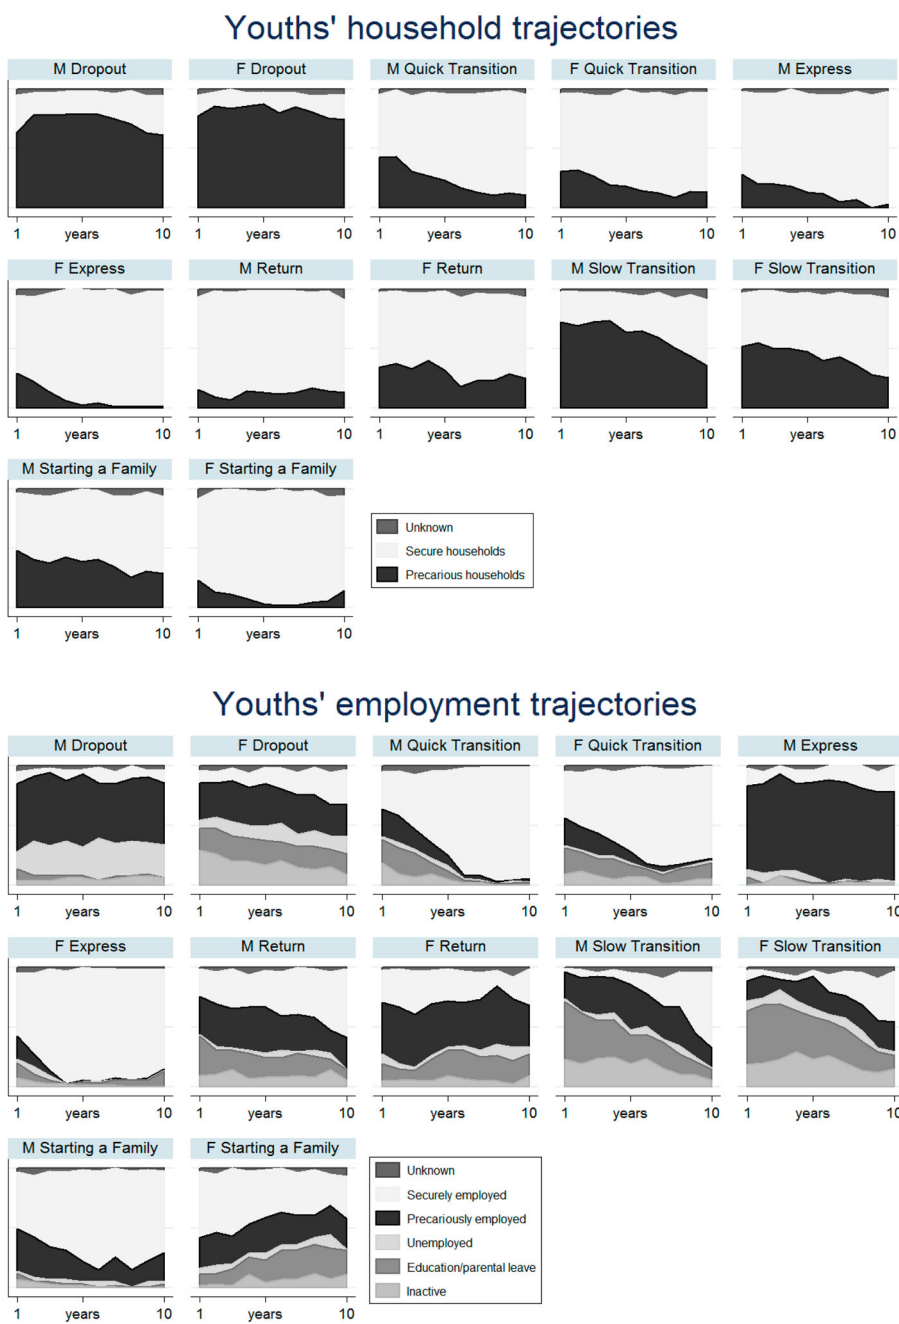 Youths' household trajectories
M Dropout F Dropout M Quick Transition F Quick Transition M Express
1 years 10 1 years 10 1 years 10 1 years 10 1 years 10
F Express M Return F Return M Slow Transition F Slow Transition
1 years 10 1 years 10 1 years 10 1 years 10 1 years 10
M Starting a Family F Starting a Family
Unknown
Secure households
Precarious households
1 years 10 1 years 10
Youths' employment trajectories
M Dropout F Dropout M Quick Transition F Quick Transition M Express
1 years 10 1 years 10 1 years 10 1 years 10 1 years 10
F Express M Return F Return M Slow Transition F Slow Transition
1 years 10 1 years 10 1 years 10 1 years 10 1 years 10
M Starting a Family F Starting a Family
Unknown
Securely employed
Precariously employed
Unemployed
Education/parental leave
Inactive
1 years 10 1 years 10